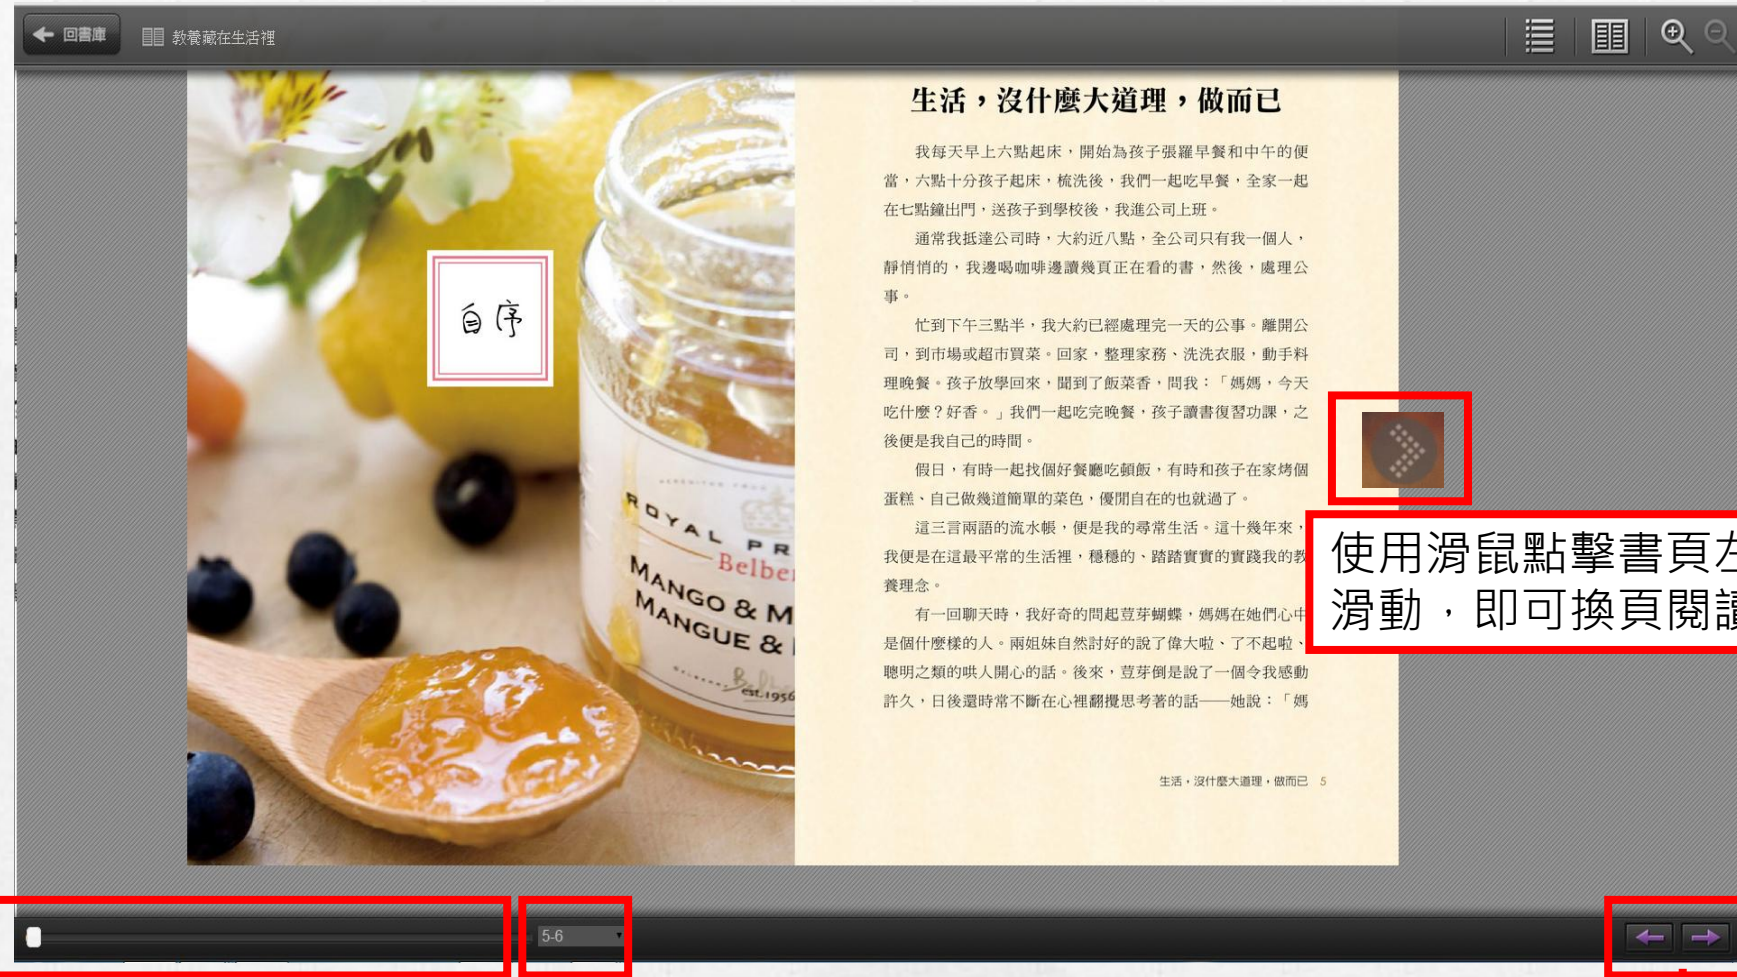 回書庫
教養藏在生活裡
自序
ROYAL PR
Belbe
MANGO & M
MANGUE &
est.1956
生活，沒什麼大道理，做而已
我每天早上六點起床，開始為孩子張羅早餐和中午的便
當，六點十分孩子起床，梳洗後，我們一起吃早餐，全家一起
在七點鐘出門，送孩子到學校後，我進公司上班。
通常我抵達公司時，大約近八點，全公司只有我一個人，
靜悄悄的，我邊喝咖啡邊讀幾頁正在看的書，然後，處理公
事。
忙到下午三點半，我大約已經處理完一天的公事。離開公
司，到市場或超市買菜。回家，整理家務、洗洗衣服，動手料
理晚餐。孩子放學回來，聞到了飯菜香，問我：「媽媽，今天
吃什麼？好香。」我們一起吃完晚餐，孩子讀書復習功課，之
後便是我自己的時間。
假日，有時一起找個好餐廳吃頓飯，有時和孩子在家烤個
蛋糕、自己做幾道簡單的菜色，優閒自在的也就過了。
這三言兩語的流水帳，便是我的尋常生活。這十幾年來，
我便是在這最平常的生活裡，穩穩的、踏踏實實的實踐我的教
養理念。
有一回聊天時，我好奇的問起荳芽蝴蝶，媽媽在她們心中
是個什麼樣的人。兩姐妹自然討好的說了偉大啦、了不起啦、
聰明之類的哄人開心的話。後來，荳芽倒是說了一個令我感動
許久，日後還時常不斷在心裡翻攪思考著的話——她說：「媽
生活，沒什麼大道理，做而已 5
使用滑鼠點擊書頁左
滑動，即可換頁閱讀
5-6